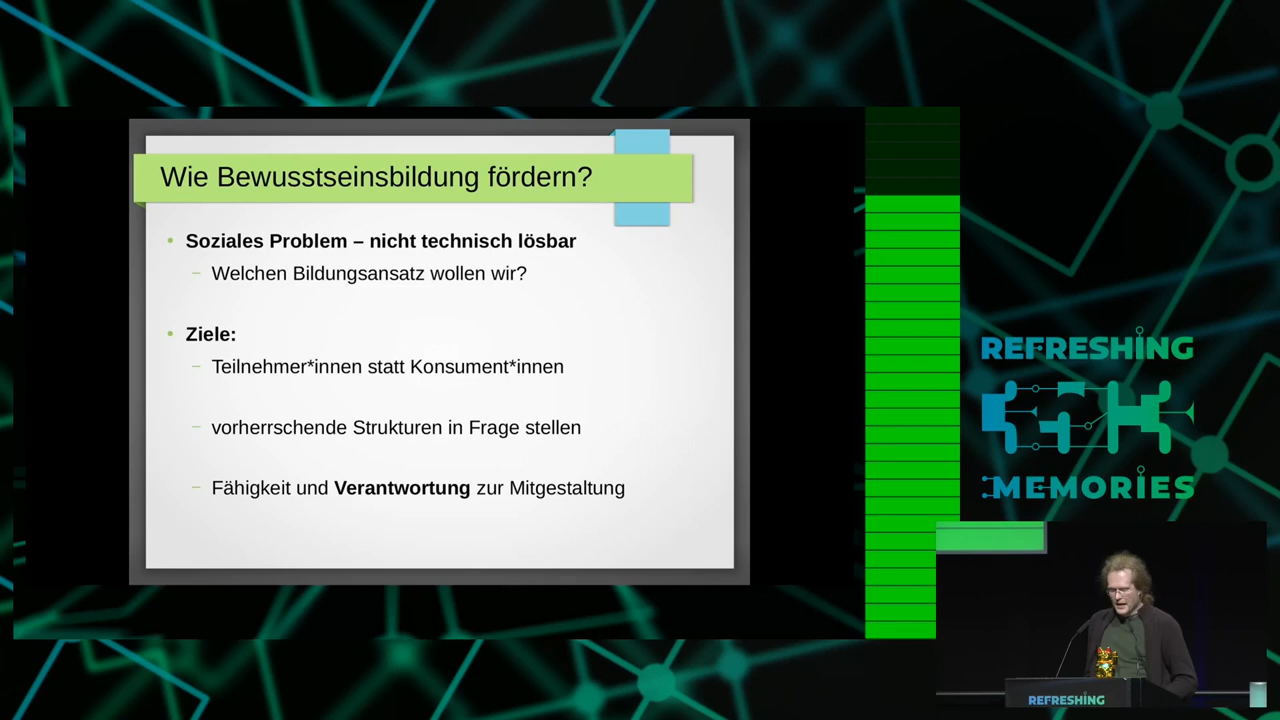 Wie Bewusstseinsbildung fördern?
Soziales Problem – nicht technisch lösbar
Welchen Bildungsansatz wollen wir?
Ziele:
Teilnehmer*innen statt Konsument*innen
vorherrschende Strukturen in Frage stellen
Fähigkeit und Verantwortung zur Mitgestaltung
REFRESHING
MEMORIES
REFRESHING